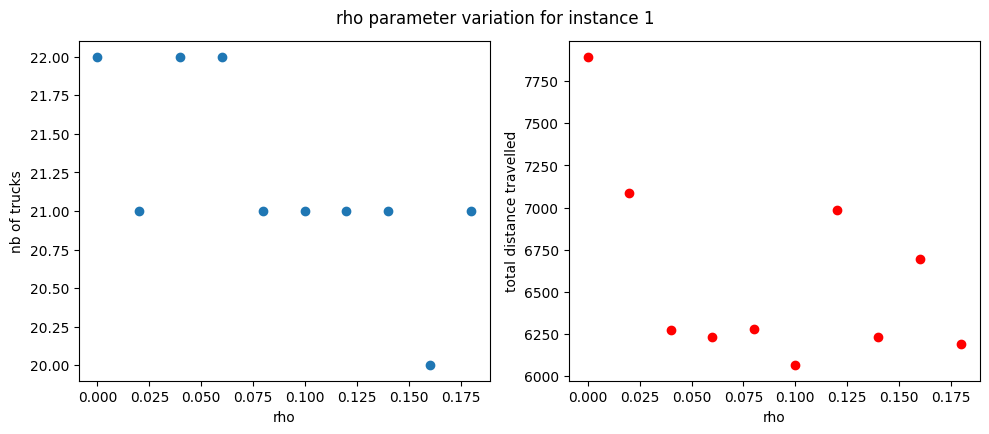 rho parameter variation for instance 1
nb of trucks
22.00
21.75
21.50
21.25
21.00
20.75
20.50
20.25
20.00
0.000 0.025 0.050 0.075 0.100 0.125 0.150 0.175
rho
total distance travelled
7750
7500
7250
7000
6750
6500
6250
6000
0.000 0.025 0.050 0.075 0.100 0.125 0.150 0.175
rho